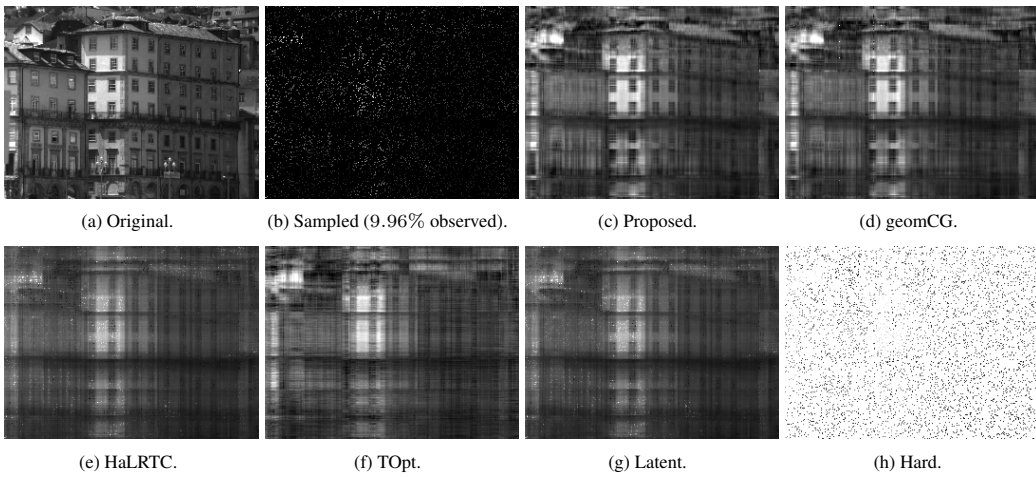 (a) Original.
(b) Sampled (9.96% observed).
(c) Proposed.
(d) geomCG.
(e) HaLRTC.
(f) TOpt.
(g) Latent.
(h) Hard.